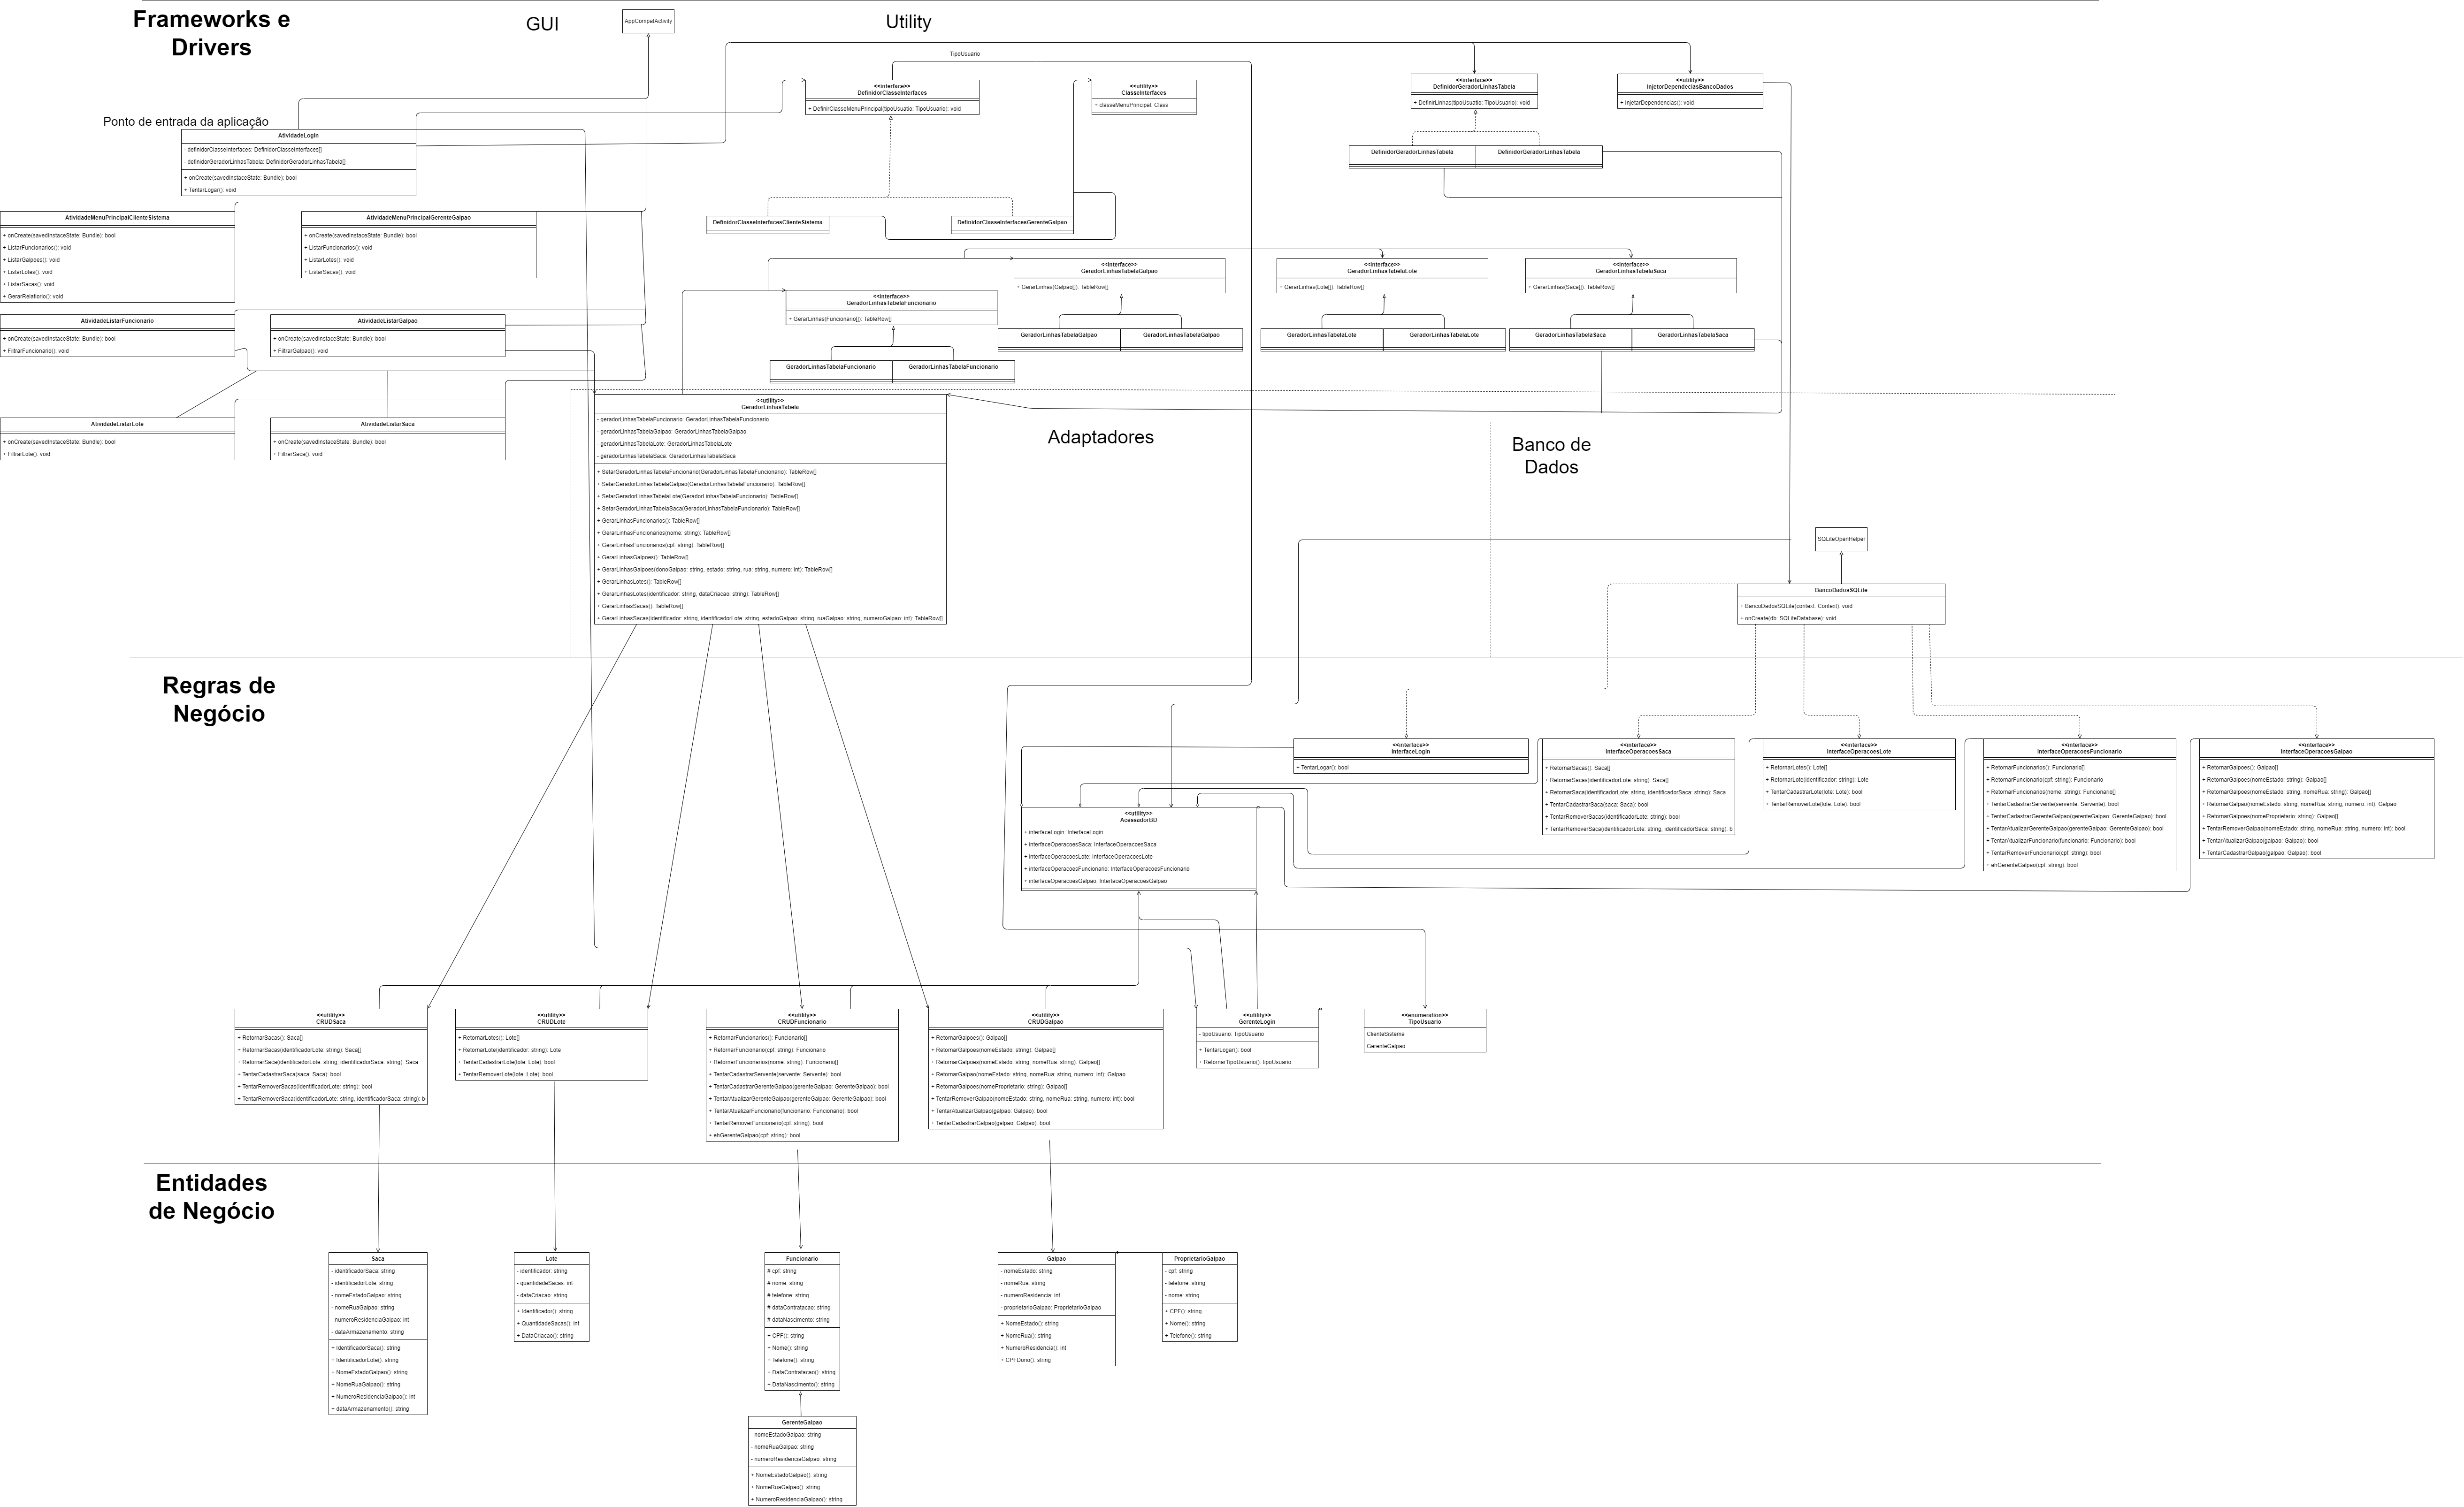 Frameworks e
Drivers
GUI
Utility
AppCompatActivity
TipoUsuario
Ponto de entrada da aplicação
AtividadeLogin
- definidorClasseInterfaces: DefinidorClasseInterfaces[]
- definidorGeradorLinhasTabela: DefinidorGeradorLinhasTabela[]
+ onCreate(savedInstaceState: Bundle): bool
+ TentarLogar(): void
<<interface>>
DefinidorClasseInterfaces
+ DefinirClasseMenuPrincipal(tipoUsuatio: TipoUsuario): void
<<utility>>
ClasseInterfaces
+ classeMenuPrincipal: Class
<<interface>>
DefinidorGeradorLinhasTabela
+ DefinirLinhas(tipoUsuatio: TipoUsuario): void
<<utility>>
InjetorDependeciasBancoDados
+ InjetarDependencias(): void
DefinidorGeradorLinhasTabela
DefinidorGeradorLinhasTabela
AtividadeMenuPrincipalClienteSistema
+ onCreate(savedInstaceState: Bundle): bool
+ ListarFuncionarios(): void
+ ListarGalpoes(): void
+ ListarLotes(): void
+ ListarSacas(): void
+ GerarRelatiorio(): void
AtividadeMenuPrincipalGerenteGalpao
+ onCreate(savedInstaceState: Bundle): bool
+ ListarFuncionarios(): void
+ ListarLotes(): void
+ ListarSacas(): void
DefinidorClasseInterfacesClienteSistema
DefinidorClasseInterfacesGerenteGalpao
<<interface>>
GeradorLinhasTabelaGalpao
+ GerarLinhas(Galpao[]): TableRow[]
<<interface>>
GeradorLinhasTabelaLote
+ GerarLinhas(Lote[]): TableRow[]
<<interface>>
GeradorLinhasTabelaSaca
+ GerarLinhas(Saca[]): TableRow[]
<<interface>>
GeradorLinhasTabelaFuncionario
+ GerarLinhas(Funcionario[]): TableRow[]
GeradorLinhasTabelaGalpao
GeradorLinhasTabelaGalpao
GeradorLinhasTabelaLote
GeradorLinhasTabelaLote
GeradorLinhasTabelaSaca
GeradorLinhasTabelaSaca
GeradorLinhasTabelaFuncionario
GeradorLinhasTabelaFuncionario
AtividadeListarFuncionario
+ onCreate(savedInstaceState: Bundle): bool
+ FiltrarFuncionario(): void
AtividadeListarGalpao
+ onCreate(savedInstaceState: Bundle): bool
+ FiltrarGalpao(): void
AtividadeListarLote
+ onCreate(savedInstaceState: Bundle): bool
+ FiltrarLote(): void
AtividadeListarSaca
+ onCreate(savedInstaceState: Bundle): bool
+ FiltrarSaca(): void
<<utility>>
GeradorLinhasTabela
- geradorLinhasTabelaFuncionario: GeradorLinhasTabelaFuncionario
- geradorLinhasTabelaGalpao: GeradorLinhasTabelaGalpao
- geradorLinhasTabelaLote: GeradorLinhasTabelaLote
- geradorLinhasTabelaSaca: GeradorLinhasTabelaSaca
+ SetarGeradorLinhasTabelaFuncionario(GeradorLinhasTabelaFuncionario): TableRow[]
+ SetarGeradorLinhasTabelaGalpao(GeradorLinhasTabelaFuncionario): TableRow[]
+ SetarGeradorLinhasTabelaLote(GeradorLinhasTabelaFuncionario): TableRow[]
+ SetarGeradorLinhasTabelaSaca(GeradorLinhasTabelaFuncionario): TableRow[]
+ GerarLinhasFuncionarios(): TableRow[]
+ GerarLinhasFuncionarios(nome: string): TableRow[]
+ GerarLinhasFuncionarios(cpf: string): TableRow[]
+ GerarLinhasGalpoes(): TableRow[]
+ GerarLinhasGalpoes(donoGalpao: string, estado: string, rua: string, numero: int): TableRow[]
+ GerarLinhasLotes(): TableRow[]
+ GerarLinhasLotes(identificador: string, dataCriacao: string): TableRow[]
+ GerarLinhasSacas(): TableRow[]
+ GerarLinhasSacas(identificador: string, identificadorLote: string, estadoGalpao: string, ruaGalpao: string, numeroGalpao: int): TableRow[]
Adaptadores
Banco de
Dados
SQLiteOpenHelper
BancoDadosSQLite
+ BancoDadosSQLite(context: Context): void
+ onCreate(db: SQLiteDatabase): void
Regras de
Negócio
<<interface>>
InterfaceLogin
+ TentarLogar(): bool
<<interface>>
InterfaceOperacoesSaca
+ RetornarSacas(): Saca[]
+ RetornarSacas(identificadorLote: string): Saca[]
+ RetornarSaca(identificadorLote: string, identificadorSaca: string): Saca
+ TentarCadastrarSaca(saca: Saca): bool
+ TentarRemoverSacas(identificadorLote: string): bool
+ TentarRemoverSaca(identificadorLote: string, identificadorSaca: string): b
<<interface>>
InterfaceOperacoesLote
+ RetornarLotes(): Lote[]
+ RetornarLote(identificador: string): Lote
+ TentarCadastrarLote(lote: Lote): bool
+ TentarRemoverLote(lote: Lote): bool
<<interface>>
InterfaceOperacoesFuncionario
+ RetornarFuncionarios(): Funcionario[]
+ RetornarFuncionario(cpf: string): Funcionario
+ RetornarFuncionarios(nome: string): Funcionario[]
+ TentarCadastrarServente(servente: Servente): bool
+ TentarCadastrarGerenteGalpao(gerenteGalpao: GerenteGalpao): bool
+ TentarAtualizarGerenteGalpao(gerenteGalpao: GerenteGalpao): bool
+ TentarAtualizarFuncionario(funcionario: Funcionario): bool
+ TentarRemoverFuncionario(cpf: string): bool
+ ehGerenteGalpao(cpf: string): bool
<<interface>>
InterfaceOperacoesGalpao
+ RetornarGalpoes(): Galpao[]
+ RetornarGalpoes(nomeEstado: string): Galpao[]
+ RetornarGalpoes(nomeEstado: string, nomeRua: string): Galpao[]
+ RetornarGalpao(nomeEstado: string, nomeRua: string, numero: int): Galpao
+ RetornarGalpoes(nomeProprietario: string): Galpao[]
+ TentarRemoverGalpao(nomeEstado: string, nomeRua: string, numero: int): bool
+ TentarAtualizarGalpao(galpao: Galpao): bool
+ TentarCadastrarGalpao(galpao: Galpao): bool
<<utility>>
AcessadorBD
+ interfaceLogin: InterfaceLogin
+ interfaceOperacoesSaca: InterfaceOperacoesSaca
+ interfaceOperacoesLote: InterfaceOperacoesLote
+ interfaceOperacoesFuncionario: InterfaceOperacoesFuncionario
+ interfaceOperacoesGalpao: InterfaceOperacoesGalpao
<<utility>>
CRUDSaca
+ RetornarSacas(): Saca[]
+ RetornarSacas(identificadorLote: string): Saca[]
+ RetornarSaca(identificadorLote: string, identificadorSaca: string): Saca
+ TentarCadastrarSaca(saca: Saca): bool
+ TentarRemoverSacas(identificadorLote: string): bool
+ TentarRemoverSaca(identificadorLote: string, identificadorSaca: string): b
<<utility>>
CRUDLote
+ RetornarLotes(): Lote[]
+ RetornarLote(identificador: string): Lote
+ TentarCadastrarLote(lote: Lote): bool
+ TentarRemoverLote(lote: Lote): bool
<<utility>>
CRUDFuncionario
+ RetornarFuncionarios(): Funcionario[]
+ RetornarFuncionario(cpf: string): Funcionario
+ RetornarFuncionarios(nome: string): Funcionario[]
+ TentarCadastrarServente(servente: Servente): bool
+ TentarCadastrarGerenteGalpao(gerenteGalpao: GerenteGalpao): bool
+ TentarAtualizarGerenteGalpao(gerenteGalpao: GerenteGalpao): bool
+ TentarAtualizarFuncionario(funcionario: Funcionario): bool
+ TentarRemoverFuncionario(cpf: string): bool
+ ehGerenteGalpao(cpf: string): bool
<<utility>>
CRUDGalpao
+ RetornarGalpoes(): Galpao[]
+ RetornarGalpoes(nomeEstado: string): Galpao[]
+ RetornarGalpoes(nomeEstado: string, nomeRua: string): Galpao[]
+ RetornarGalpao(nomeEstado: string, nomeRua: string, numero: int): Galpao
+ RetornarGalpoes(nomeProprietario: string): Galpao[]
+ TentarRemoverGalpao(nomeEstado: string, nomeRua: string, numero: int): bool
+ TentarAtualizarGalpao(galpao: Galpao): bool
+ TentarCadastrarGalpao(galpao: Galpao): bool
<<utility>>
GerenteLogin
- tipoUsuario: TipoUsuario
+ TentarLogar(): bool
+ RetornarTipoUsuario(): tipoUsuario
<<enumeration>>
TipoUsuario
ClienteSistema
GerenteGalpao
Entidades
de Negócio
Saca
- identificadorSaca: string
- identificadorLote: string
- nomeEstadoGalpao: string
- nomeRuaGalpao: string
- numeroResidenciaGalpao: int
- dataArmazenamento: string
+ IdentificadorSaca(): string
+ IdentificadorLote(): string
+ NomeEstadoGalpao(): string
+ NomeRuaGalpao(): string
+ NumeroResidenciaGalpao(): int
+ dataArmazenamento(): string
Lote
- identificador: string
- quantidadeSacas: int
- dataCriacao: string
+ Identificador(): string
+ QuantidadeSacas(): int
+ DataCriacao(): string
Funcionario
# cpf: string
# nome: string
# telefone: string
# dataContratacao: string
# dataNascimento: string
+ CPF(): string
+ Nome(): string
+ Telefone(): string
+ DataContratacao(): string
+ DataNascimento(): string
Galpao
- nomeEstado: string
- nomeRua: string
- numeroResidencia: int
- proprietarioGalpao: ProprietarioGalpao
+ NomeEstado(): string
+ NomeRua(): string
+ NumeroResidencia(): int
+ CPFDono(): string
ProprietarioGalpao
- cpf: string
- telefone: string
- nome: string
+ CPF(): string
+ Nome(): string
+ Telefone(): string
GerenteGalpao
- nomeEstadoGalpao: string
- nomeRuaGalpao: string
- numeroResidenciaGalpao: string
+ NomeEstadoGalpao(): string
+ NomeRuaGalpao(): string
+ NumeroResidenciaGalpao(): string